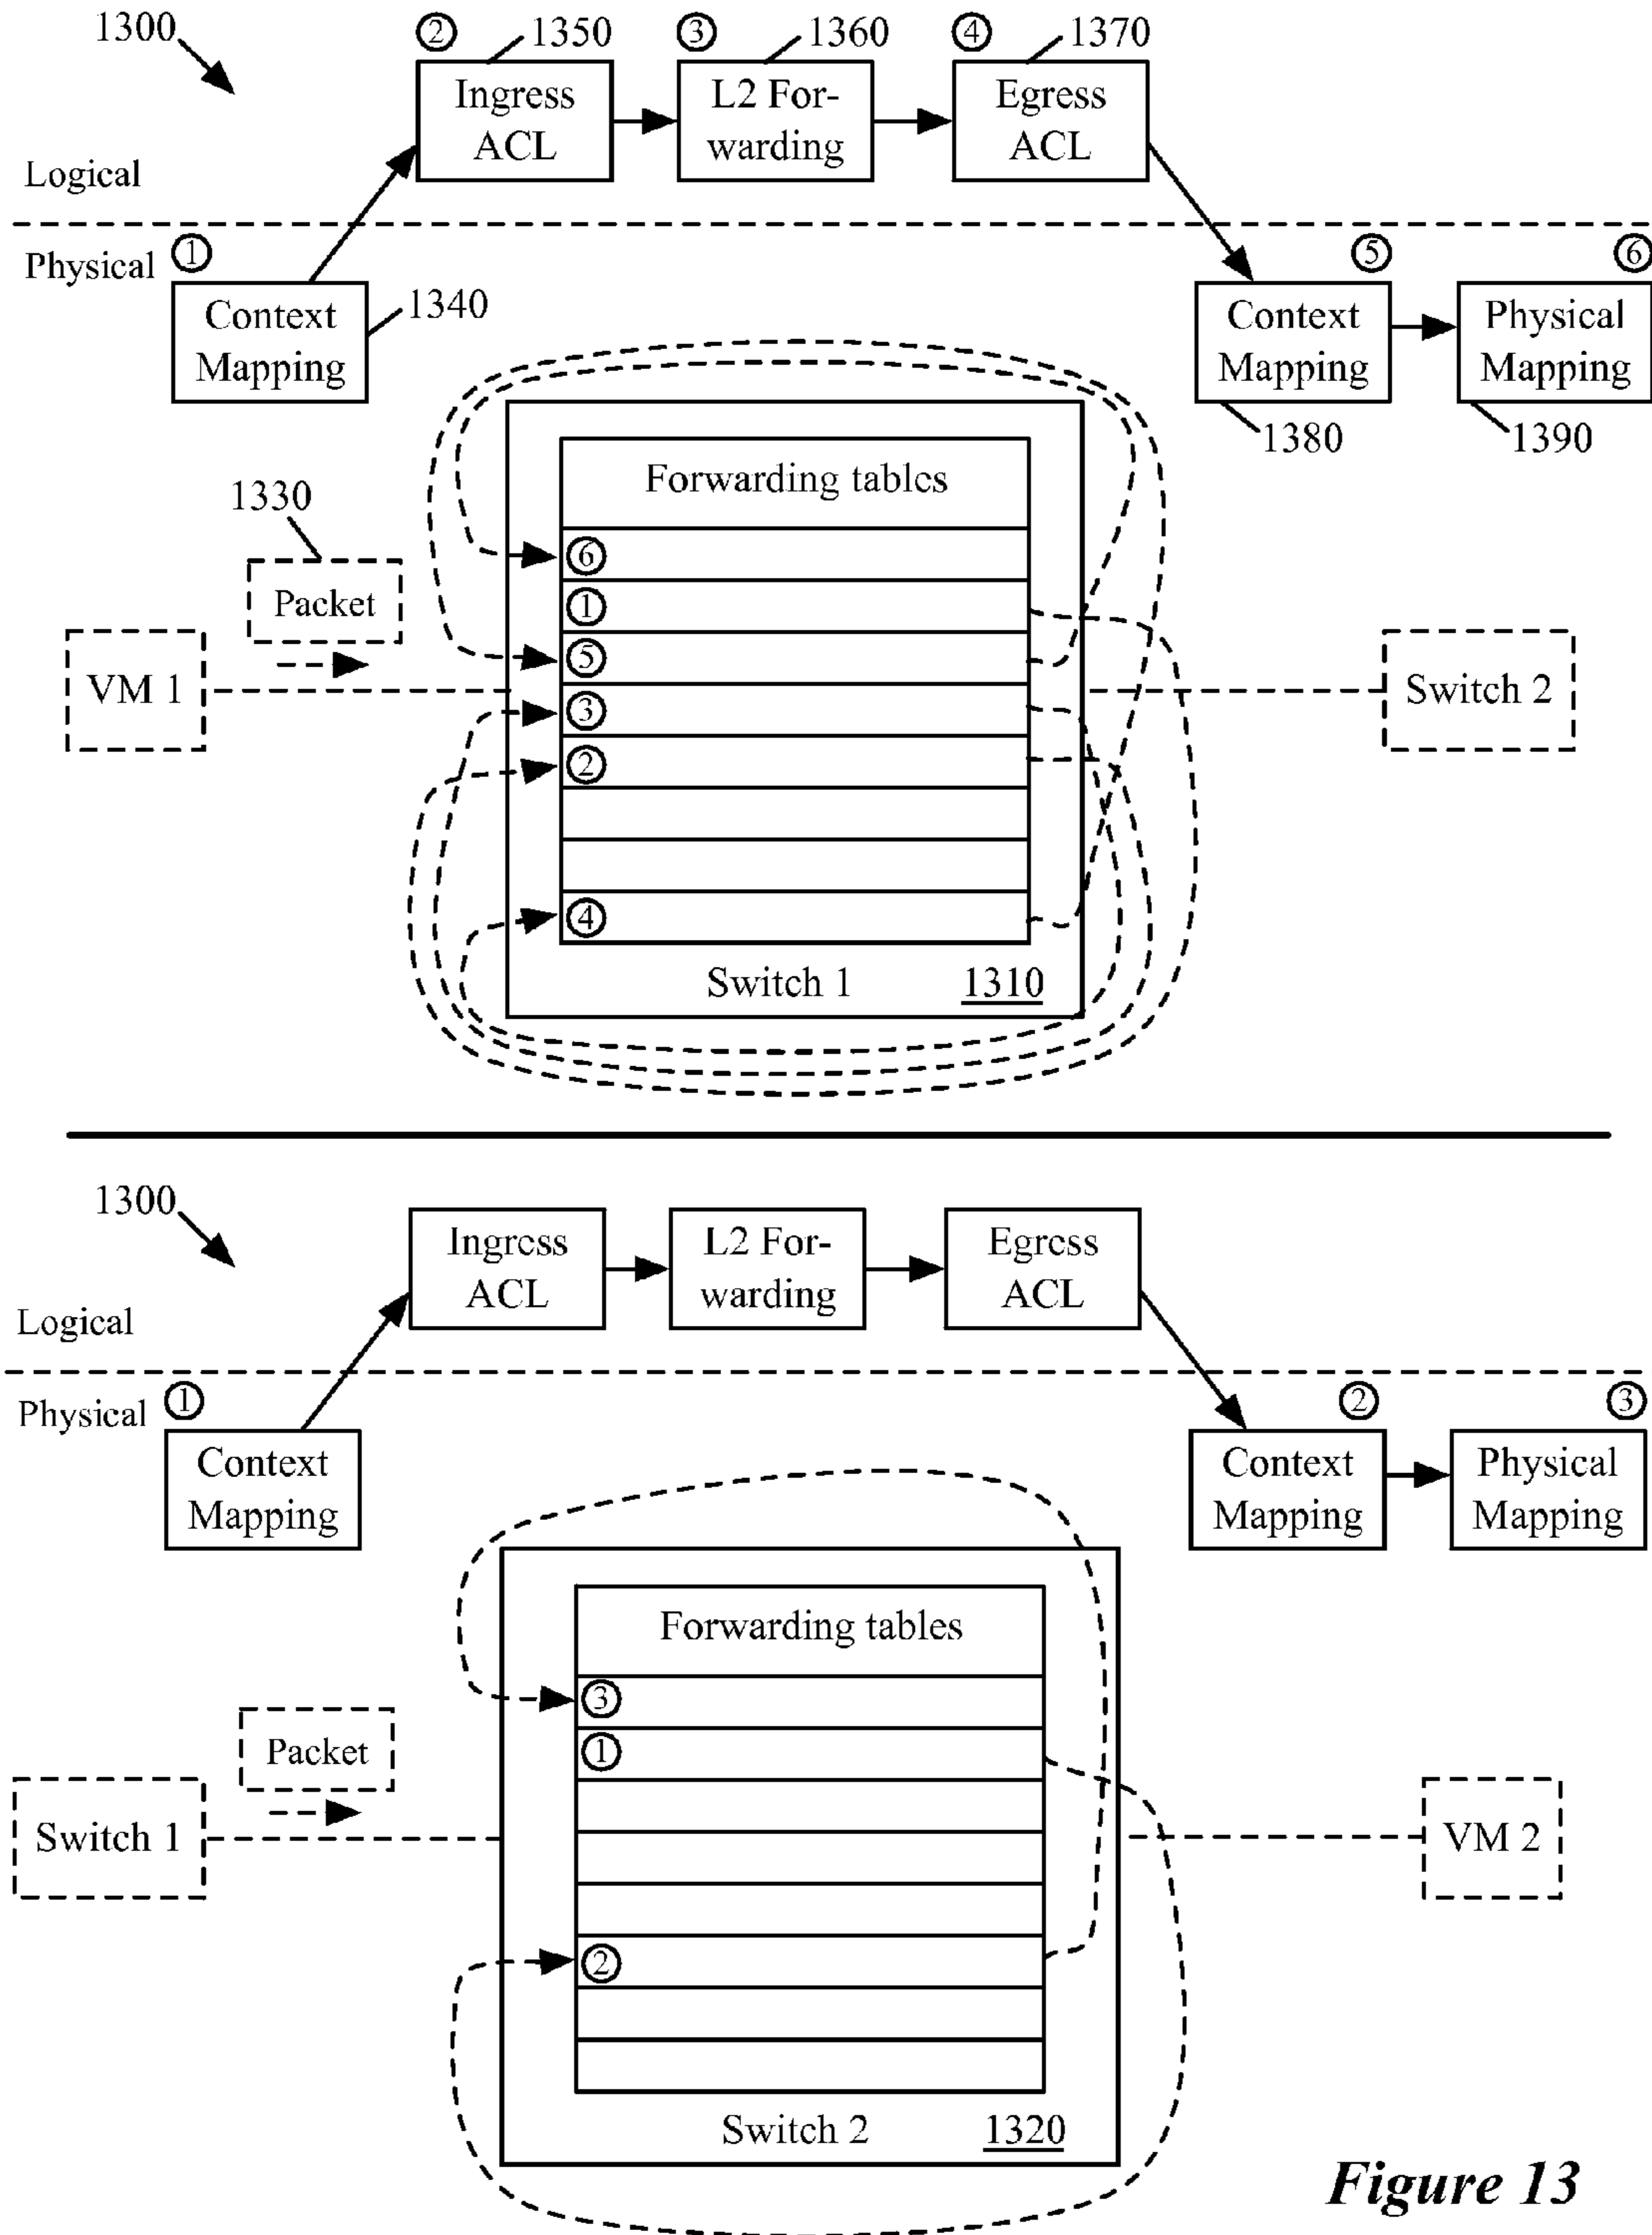 1300
② 1350
③ 1360
④ 1370
Ingress
ACL
L2 For-
warding
Egress
ACL
Logical
Physical
①
Context
Mapping
1340
⑤
⑥
Context
Mapping
Physical
Mapping
1380
1390
1330
Packet
VM 1
Forwarding tables
⑥
①
⑤
③
②
④
Switch 1 1310
Switch 2
1300
Ingress
ACL
L2 For-
warding
Egress
ACL
Logical
Physical
①
Context
Mapping
②
③
Context
Mapping
Physical
Mapping
Packet
Switch 1
Forwarding tables
③
①
②
Switch 2 1320
VM 2
Figure 13